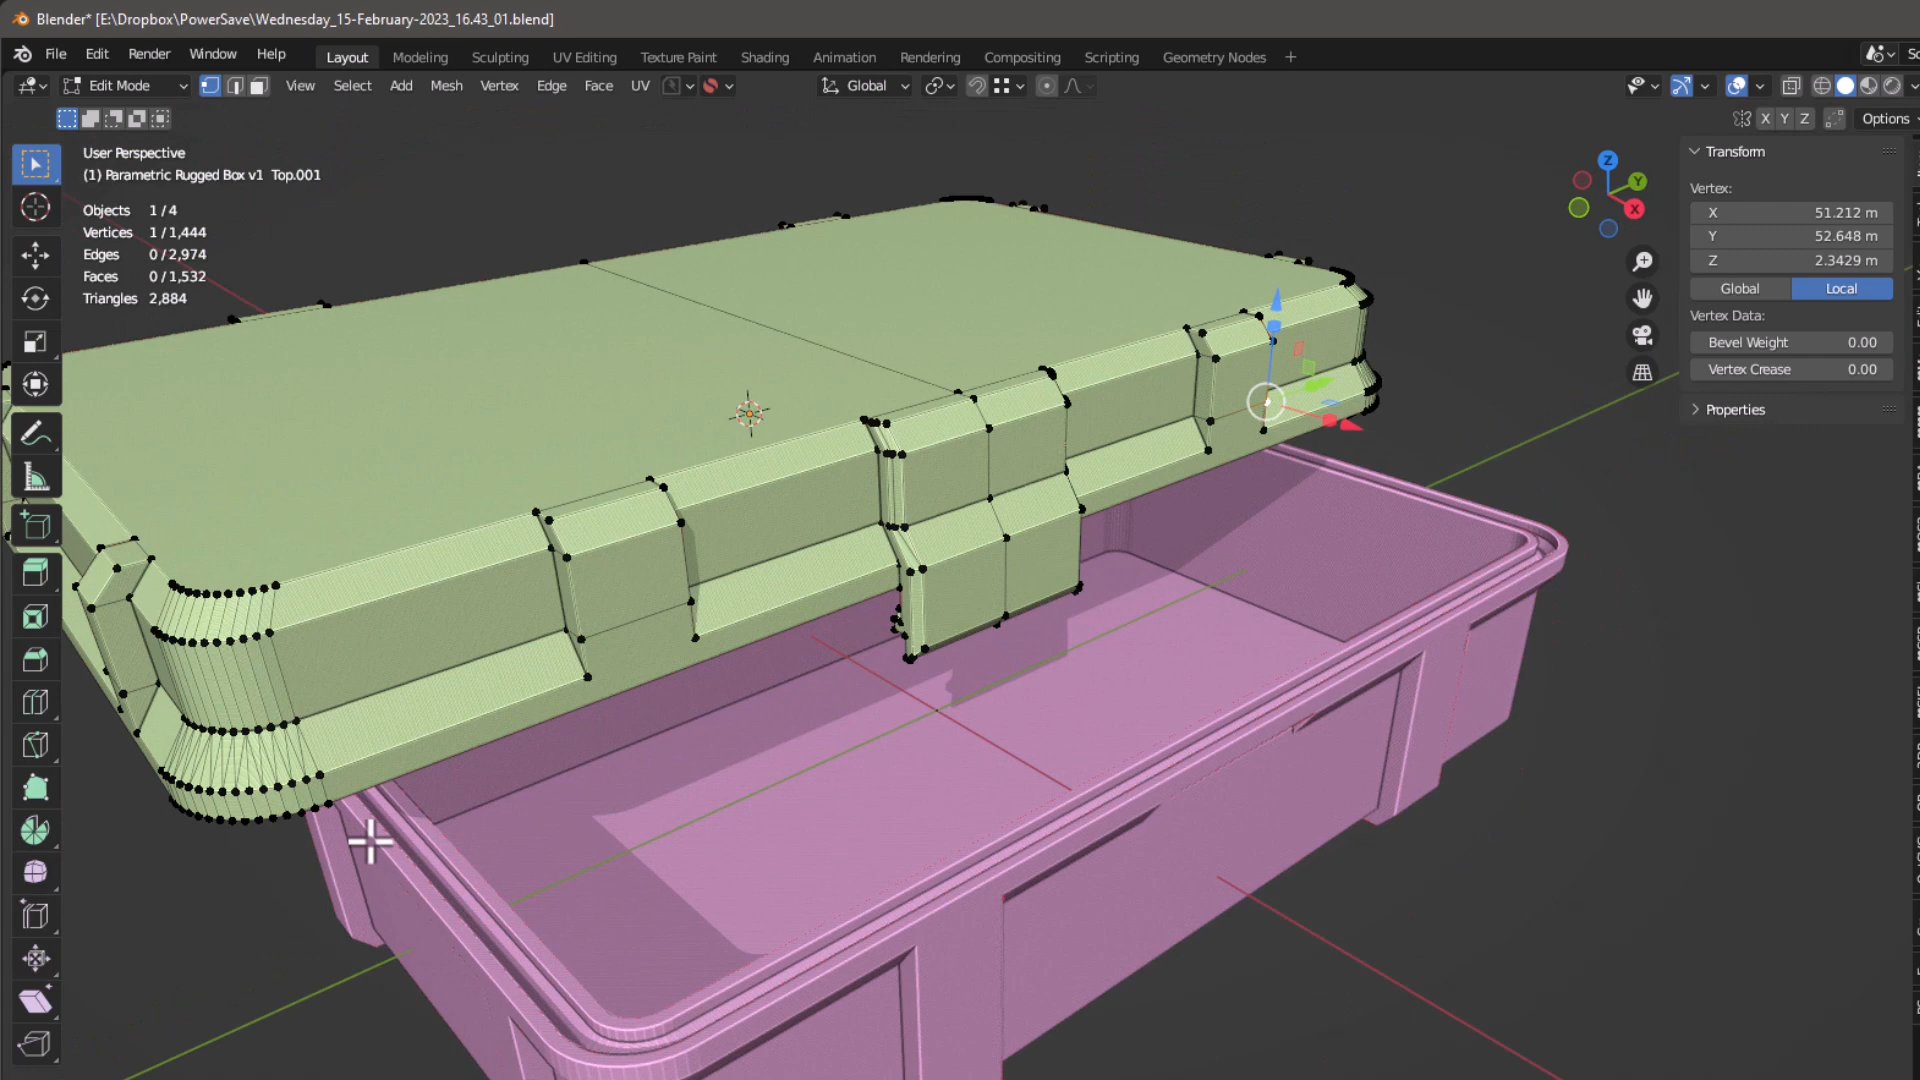 Blender* [E:\Dropbox\PowerSave\Wednesday_15-February-2023_16.43_01.blend]
File Edit Render Window Help Layout Modeling Sculpting UV Editing Texture Paint Shading Animation Rendering Compositing Scripting Geometry Nodes + Sc
Edit Mode View Select Add Mesh Vertex Edge Face UV Global
X Y Z Options
User Perspective
(1) Parametric Rugged Box v1 Top.001
Objects 1 / 4
Vertices 1 / 1,444
Edges 0 / 2,974
Faces 0 / 1,532
Triangles 2,884
Z
Y
X
Transform
Vertex:
X 51.212 m
Y 52.648 m
Z 2.3429 m
Global Local
Vertex Data:
Bevel Weight 0.00
Vertex Crease 0.00
Properties